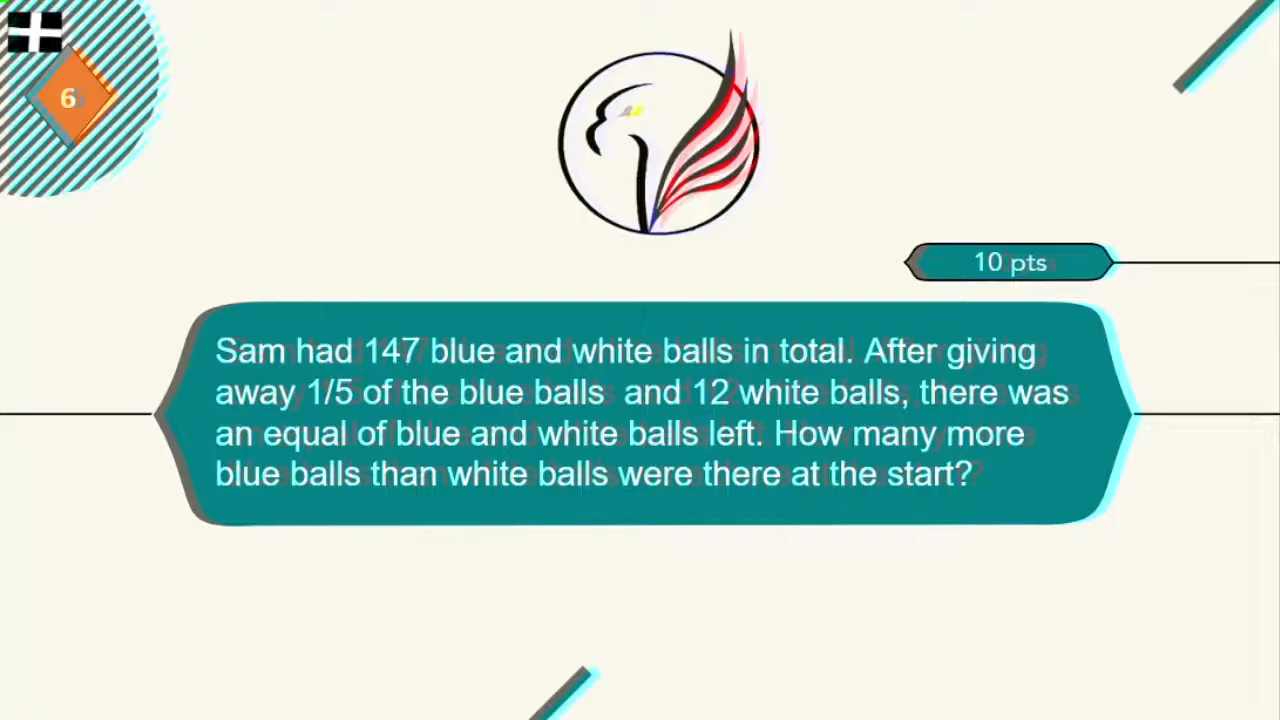 6
10 pts
Sam had 147 blue and white balls in total. After giving
away 1/5 of the blue balls and 12 white balls, there was
an equal of blue and white balls left. How many more
blue balls than white balls were there at the start?